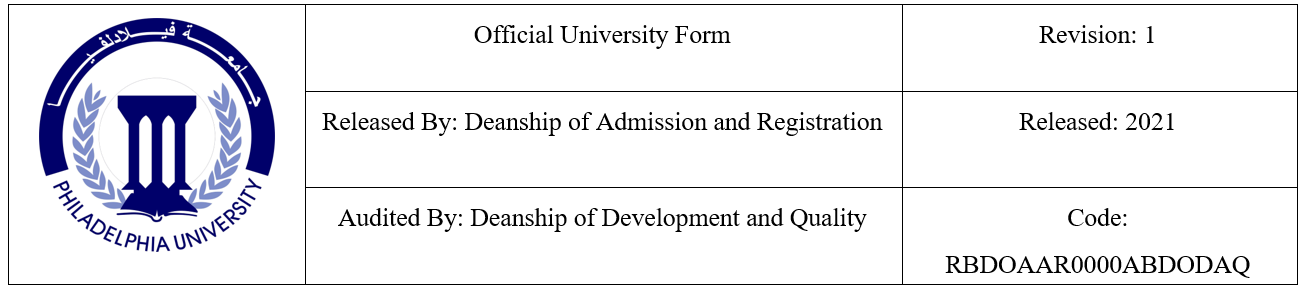 جامعة فيلادلفيا
PHILADELPHIA UNIVERSITY
Official University Form
Revision: 1
Released By: Deanship of Admission and Registration
Released: 2021
Audited By: Deanship of Development and Quality
Code:
RBDOAAR0000ABDODAQ